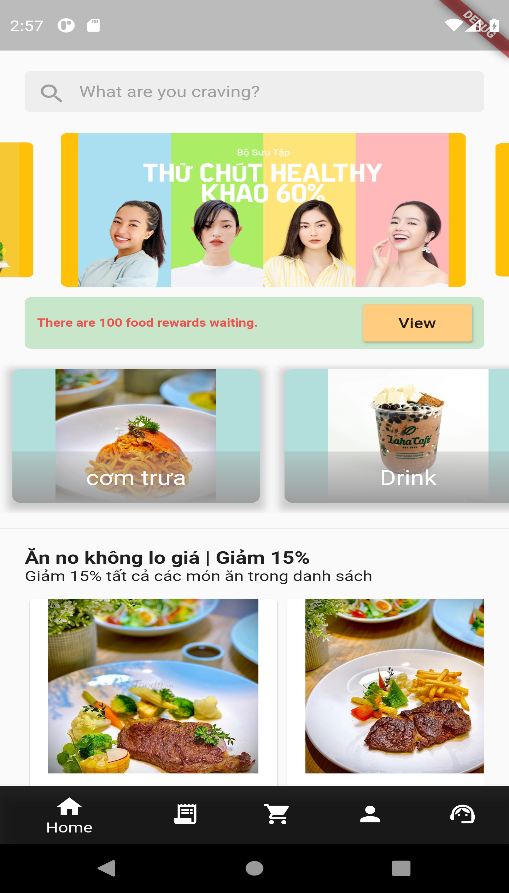 2:57
DEBUG
What are you craving?
Bộ Sưu Tập
THỬ CHÚT HEALTHY
KHAO 60%
There are 100 food rewards waiting.
View
Laha Café
cơm trưa
Drink
Ăn no không lo giá | Giảm 15%
Giảm 15% tất cả các món ăn trong danh sách
Home